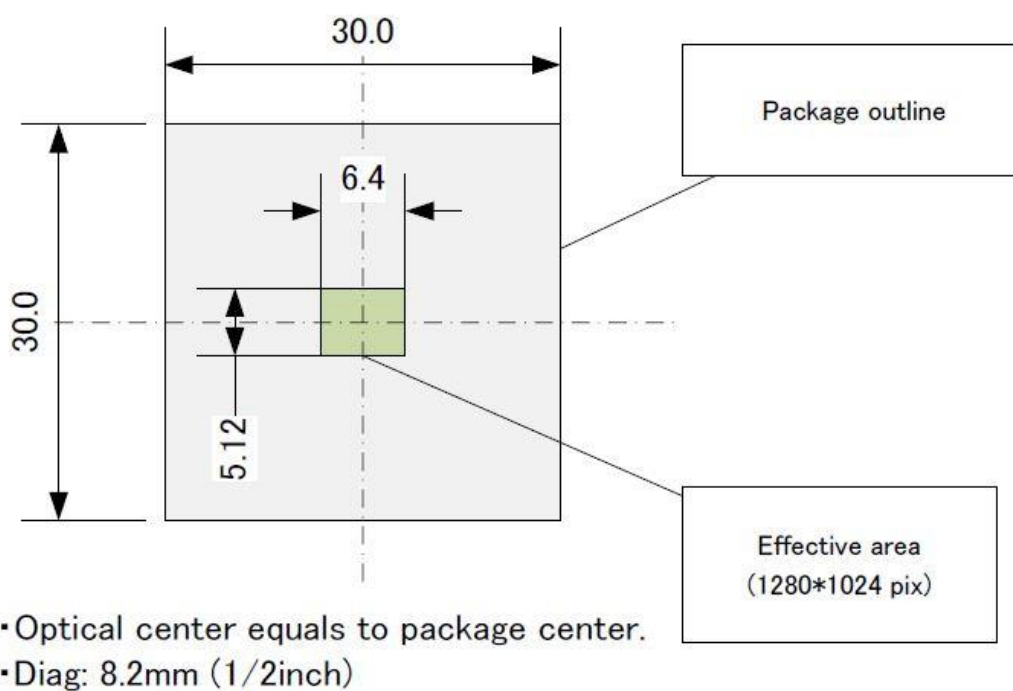 30.0
Package outline
6.4
30.0
5.12
Effective area
(1280*1024 pix)
・Optical center equals to package center.
・Diag: 8.2mm (1/2inch)